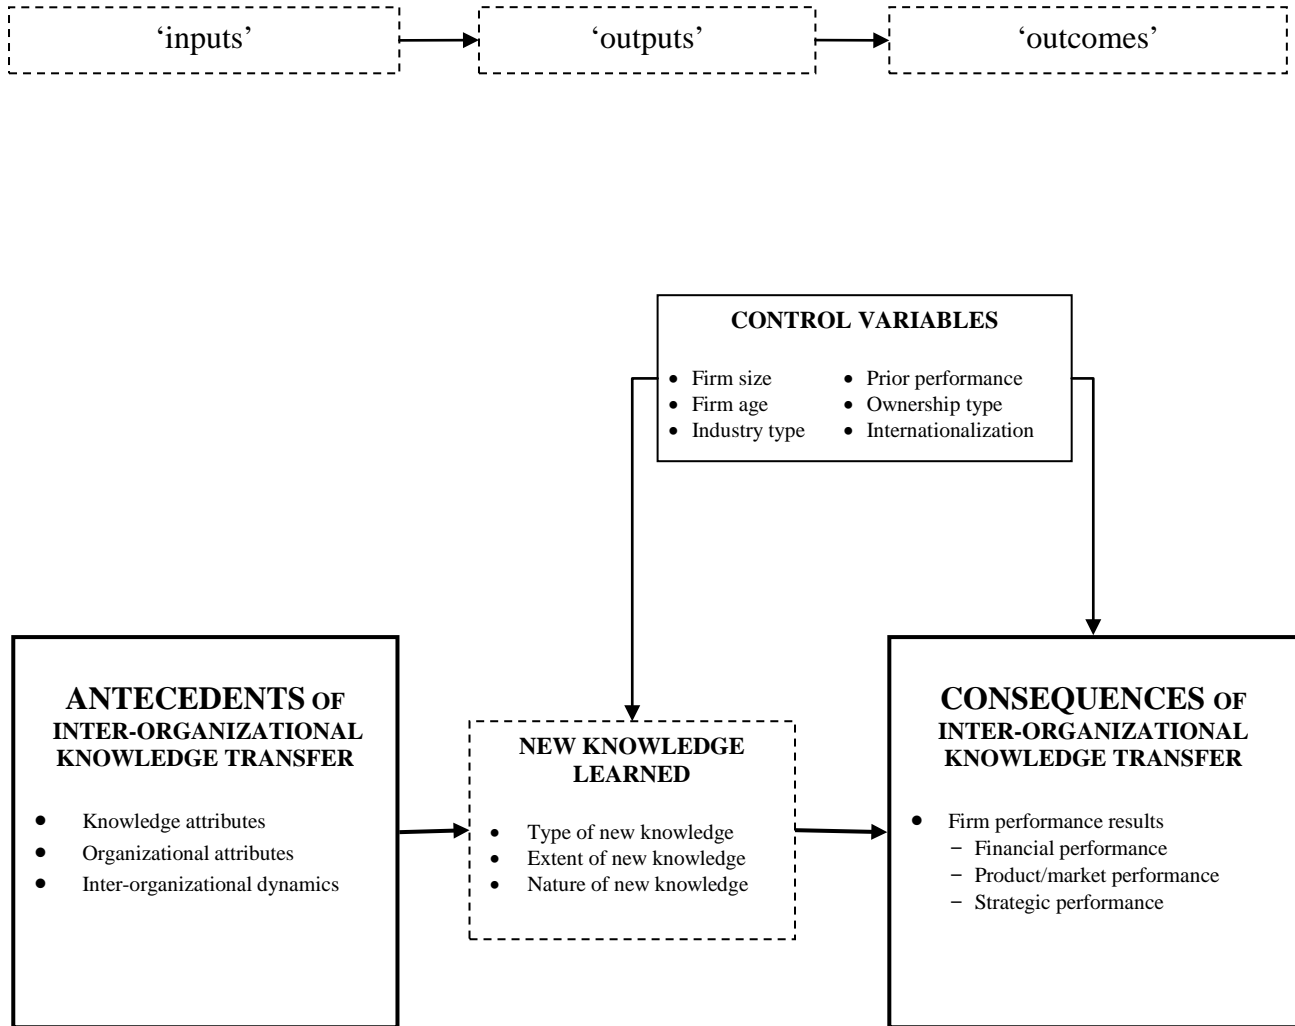 ‘inputs’
‘outputs’
‘outcomes’
CONTROL VARIABLES
• Firm size
• Firm age
• Industry type
• Prior performance
• Ownership type
• Internationalization
ANTECEDENTS OF
INTER-ORGANIZATIONAL
KNOWLEDGE TRANSFER
• Knowledge attributes
• Organizational attributes
• Inter-organizational dynamics
NEW KNOWLEDGE
LEARNED
• Type of new knowledge
• Extent of new knowledge
• Nature of new knowledge
CONSEQUENCES OF
INTER-ORGANIZATIONAL
KNOWLEDGE TRANSFER
• Firm performance results
− Financial performance
− Product/market performance
− Strategic performance